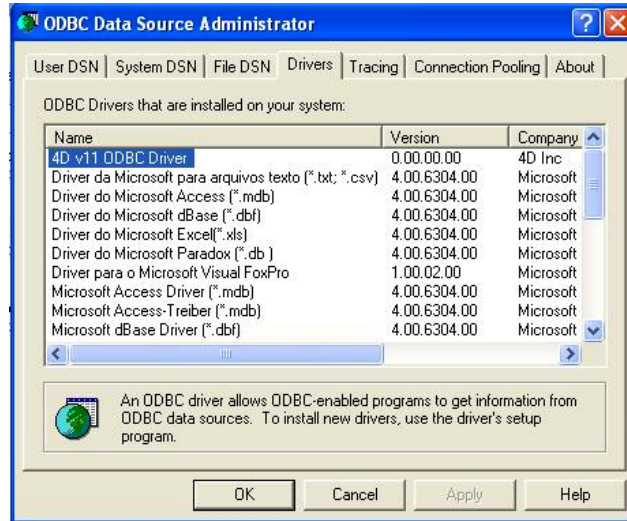 ODBC Data Source Administrator
User DSN System DSN File DSN Drivers Tracing Connection Pooling About
ODBC Drivers that are installed on your system:
Name Version Company
4D v11 ODBC Driver 0.00.00.00 4D Inc
Driver da Microsoft para arquivos texto (*.txt; *.csv) 4.00.6304.00 Microsoft
Driver do Microsoft Access (*.mdb) 4.00.6304.00 Microsoft
Driver do Microsoft dBase (*.dbf) 4.00.6304.00 Microsoft
Driver do Microsoft Excel(*.xls) 4.00.6304.00 Microsoft
Driver do Microsoft Paradox (*.db ) 4.00.6304.00 Microsoft
Driver para o Microsoft Visual FoxPro 1.00.02.00 Microsoft
Microsoft Access Driver (*.mdb) 4.00.6304.00 Microsoft
Microsoft Access-Treiber (*.mdb) 4.00.6304.00 Microsoft
Microsoft dBase Driver (*.dbf) 4.00.6304.00 Microsoft
An ODBC driver allows ODBC-enabled programs to get information from
ODBC data sources. To install new drivers, use the driver's setup
program.
OK Cancel Apply Help